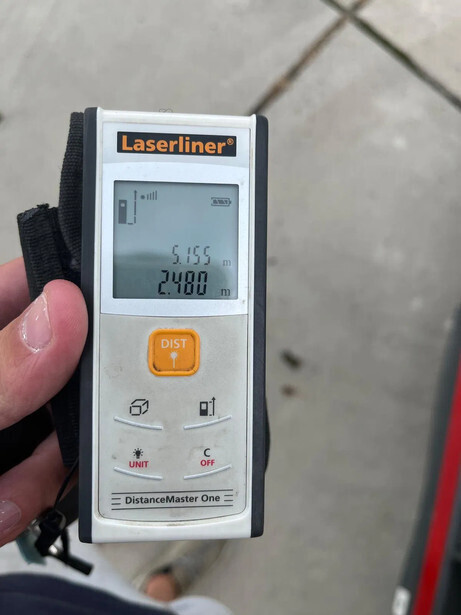 Laserliner®
5.155 m
2.480 m
DIST
UNIT
C
OFF
DistanceMaster One